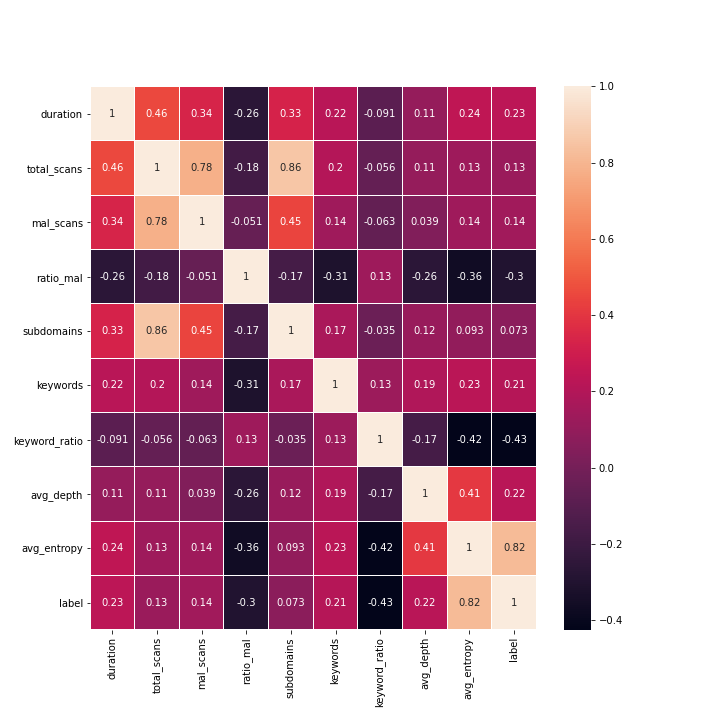 duration 1 0.46 0.34 -0.26 0.33 0.22 -0.091 0.11 0.24 0.23
total_scans 0.46 1 0.78 -0.18 0.86 0.2 -0.056 0.11 0.13 0.13
mal_scans 0.34 0.78 1 -0.051 0.45 0.14 -0.063 0.039 0.14 0.14
ratio_mal -0.26 -0.18 -0.051 1 -0.17 -0.31 0.13 -0.26 -0.36 -0.3
subdomains 0.33 0.86 0.45 -0.17 1 0.17 -0.035 0.12 0.093 0.073
keywords 0.22 0.2 0.14 -0.31 0.17 1 0.13 0.19 0.23 0.21
keyword_ratio -0.091 -0.056 -0.063 0.13 -0.035 0.13 1 -0.17 -0.42 -0.43
avg_depth 0.11 0.11 0.039 -0.26 0.12 0.19 -0.17 1 0.41 0.22
avg_entropy 0.24 0.13 0.14 -0.36 0.093 0.23 -0.42 0.41 1 0.82
label 0.23 0.13 0.14 -0.3 0.073 0.21 -0.43 0.22 0.82 1
duration total_scans mal_scans ratio_mal subdomains keywords keyword_ratio avg_depth avg_entropy label
1.0
0.8
0.6
0.4
0.2
0.0
−0.2
−0.4